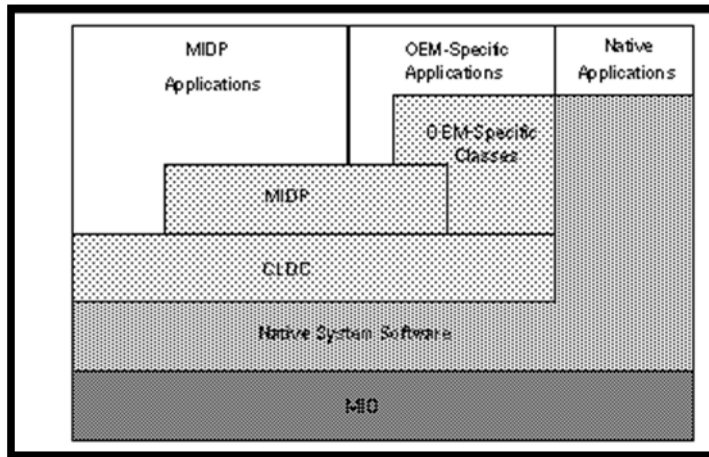 MIDP
Applications
OEM-Specific
Applications
Native
Applications
OEM-Specific
Classes
MIDP
CLDC
Native System Software
MID